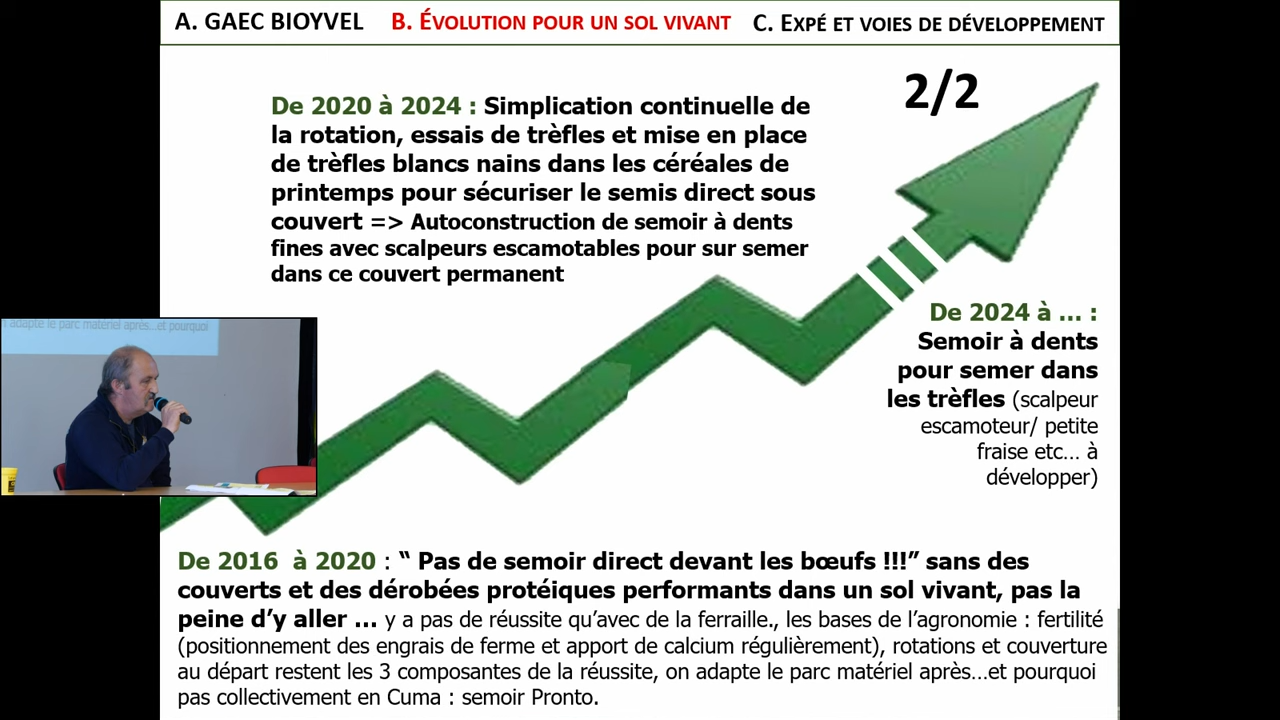 A. GAEC BIOYVEL B. ÉVOLUTION POUR UN SOL VIVANT C. EXPÉ ET VOIES DE DÉVELOPPEMENT
2/2
De 2020 à 2024 : Simplication continuelle de
la rotation, essais de trèfles et mise en place
de trèfles blancs nains dans les céréales de
printemps pour sécuriser le semis direct sous
couvert => Autoconstruction de semoir à dents
fines avec scalpeurs escamotables pour sur semer
dans ce couvert permanent
De 2024 à ... :
Semoir à dents
pour semer dans
les trèfles (scalpeur
escamoteur/ petite
fraise etc... à
développer)
adapte le parc matériel après...et pourquoi
De 2016 à 2020 : “ Pas de semoir direct devant les bœufs !!!” sans des
couverts et des dérobées protéiques performants dans un sol vivant, pas la
peine d’y aller ... y a pas de réussite qu’avec de la ferraille., les bases de l’agronomie : fertilité
(positionnement des engrais de ferme et apport de calcium régulièrement), rotations et couverture
au départ restent les 3 composantes de la réussite, on adapte le parc matériel après...et pourquoi
pas collectivement en Cuma : semoir Pronto.